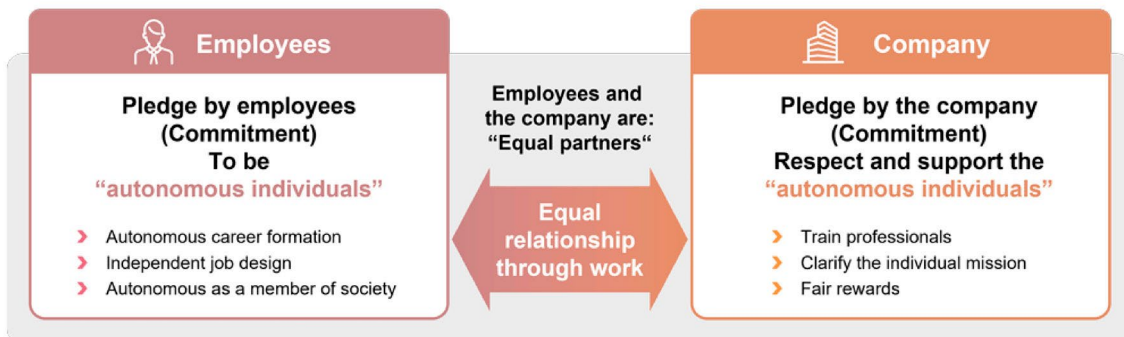 Employees
Pledge by employees
(Commitment)
To be
“autonomous individuals”
Autonomous career formation
Independent job design
Autonomous as a member of society
Employees and
the company are:
“Equal partners“
Equal
relationship
through work
Company
Pledge by the company
(Commitment)
Respect and support the
“autonomous individuals”
Train professionals
Clarify the individual mission
Fair rewards